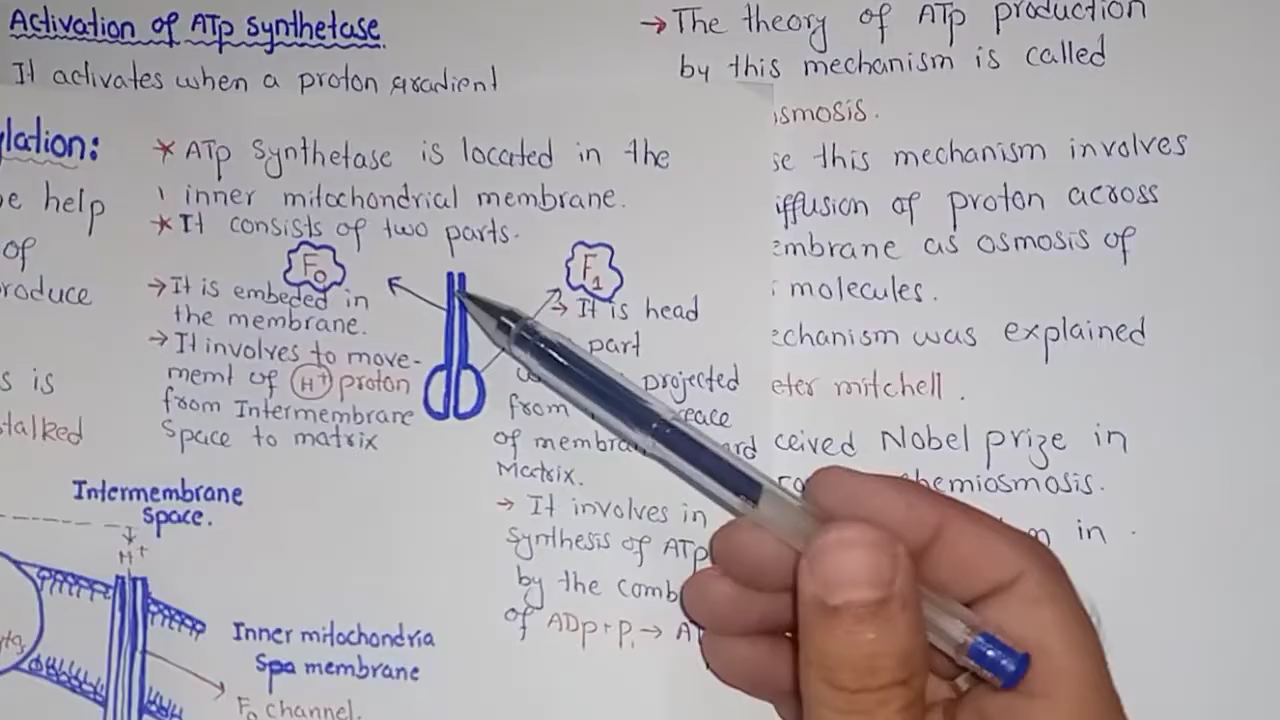 Activation of ATP synthetase
It activates when a proton gradient
lation:
e help
of
roduce
s is
talked
* ATP synthetase is located in the
inner mitochondrial membrane.
* It consists of two parts.
F0
→ It is embeded in
the membrane.
→ It involves to move-
memt of H+ proton
from Intermembrane
Space to matrix
F1
→ It is head
part
projected
from
of membra
Matrix.
→ It involves in
synthesis of ATP
by the comb
of ADP + Pi → A
Intermembrane
Space.
H+
Inner mitochondria
Spa membrane
F0 channel.
→ The theory of ATP production
by this mechanism is called
smosis.
se this mechanism involves
iffusion of proton across
embrane as osmosis of
molecules.
echanism was explained
eter mitchell.
ceived Nobel prize in
chemiosmosis.
in